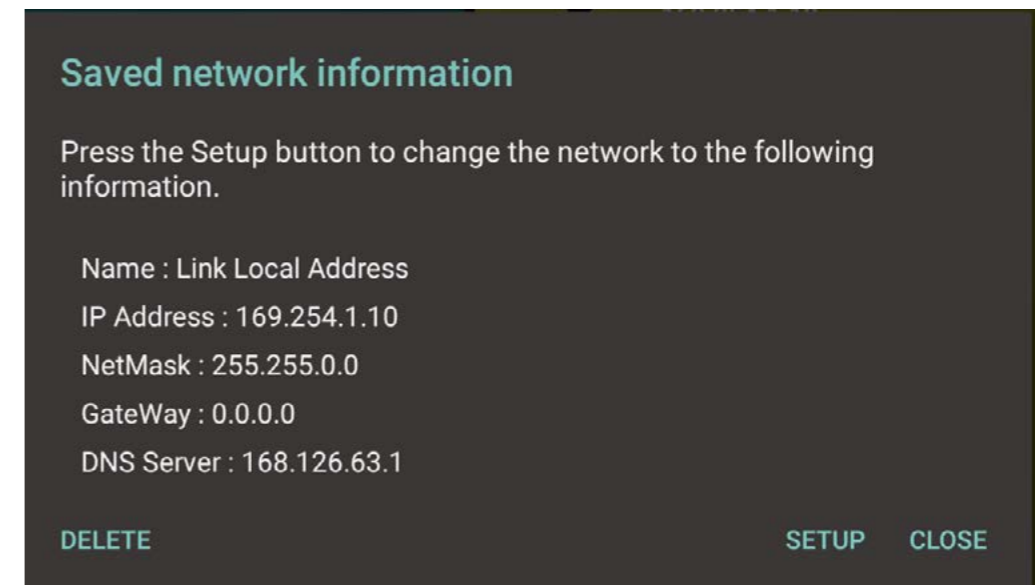 Saved network information
Press the Setup button to change the network to the following
information.
Name : Link Local Address
IP Address : 169.254.1.10
NetMask : 255.255.0.0
GateWay : 0.0.0.0
DNS Server : 168.126.63.1
DELETE
SETUP CLOSE